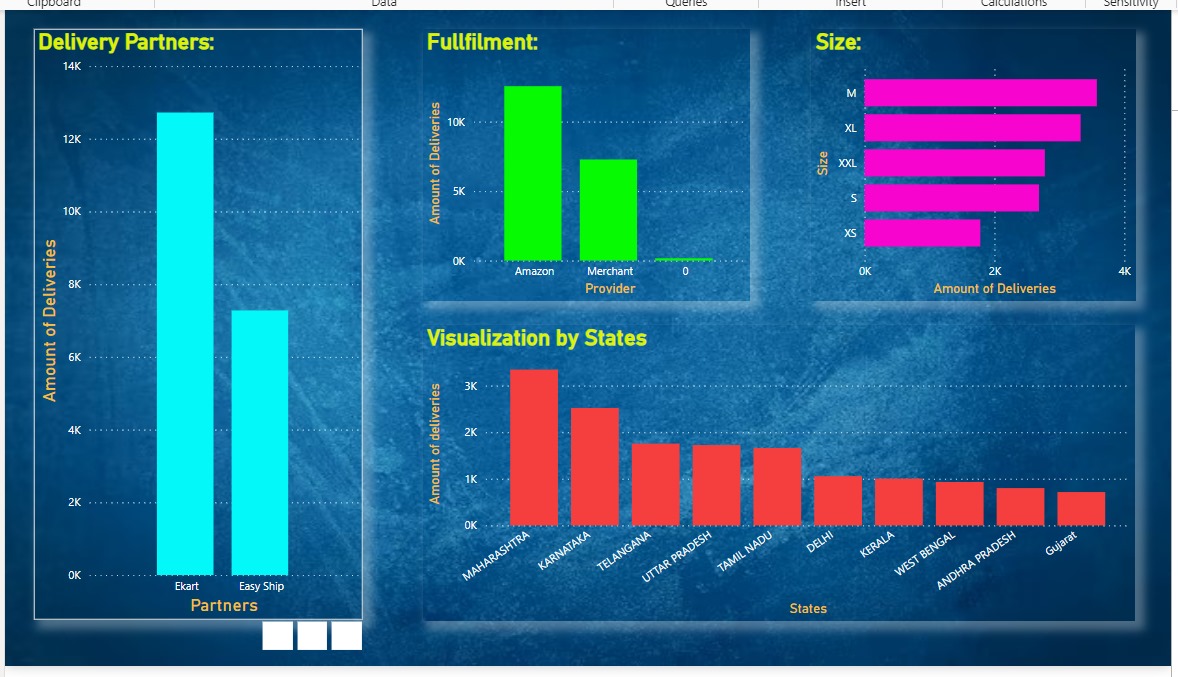 Clipboard
Data
Queries
Insert
Calculations
Sensitivity
Delivery Partners:
14K
12K
10K
8K
6K
4K
2K
0K
Amount of Deliveries
Ekart
Easy Ship
Partners
Fullfilment:
10K
5K
0K
Amount of Deliveries
Amazon
Merchant
0
Provider
Size:
M
XL
XXL
S
XS
Size
0K
2K
4K
Amount of Deliveries
Visualization by States
3K
2K
1K
0K
Amount of deliveries
MAHARASHTRA
KARNATAKA
TELANGANA
UTTAR PRADESH
TAMIL NADU
DELHI
KERALA
WEST BENGAL
ANDHRA PRADESH
Gujarat
States